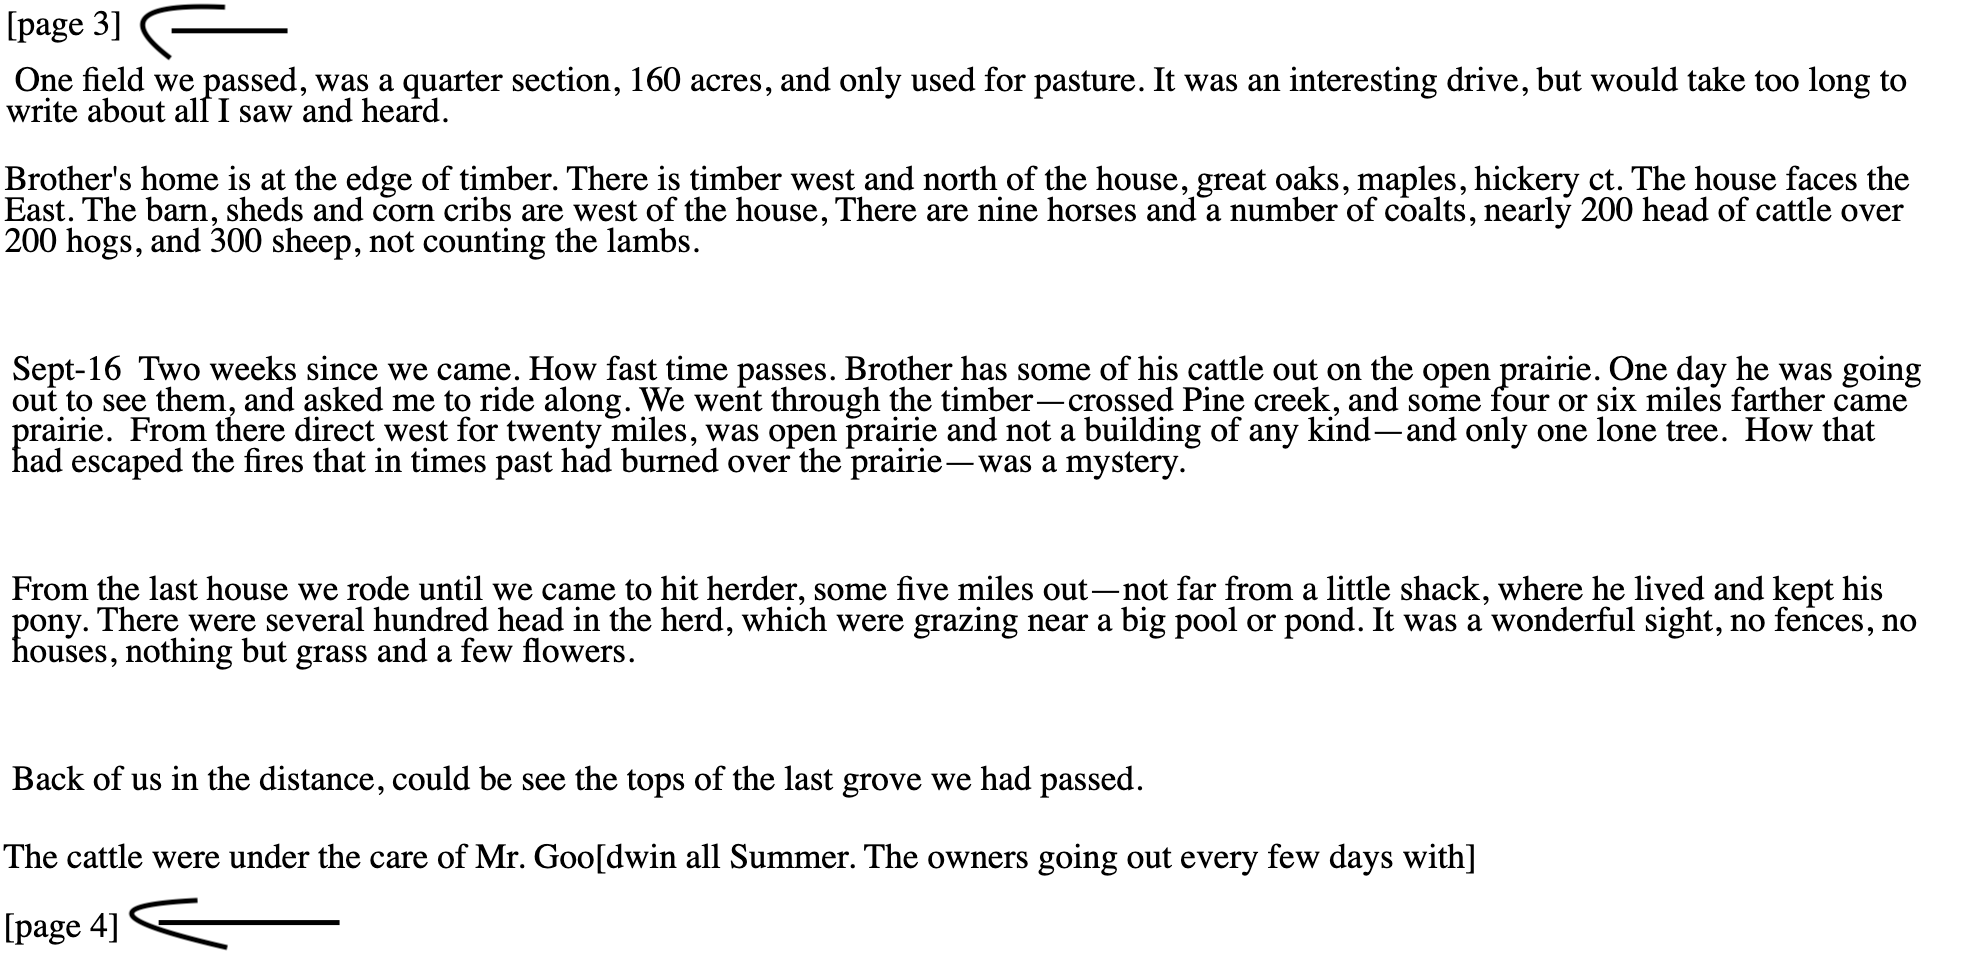 [page 3]
One field we passed, was a quarter section, 160 acres, and only used for pasture. It was an interesting drive, but would take too long to
write about all I saw and heard.
Brother's home is at the edge of timber. There is timber west and north of the house, great oaks, maples, hickery ct. The house faces the
East. The barn, sheds and corn cribs are west of the house, There are nine horses and a number of coalts, nearly 200 head of cattle over
200 hogs, and 300 sheep, not counting the lambs.
Sept-16  Two weeks since we came. How fast time passes. Brother has some of his cattle out on the open prairie. One day he was going
out to see them, and asked me to ride along. We went through the timber—crossed Pine creek, and some four or six miles farther came
prairie.  From there direct west for twenty miles, was open prairie and not a building of any kind—and only one lone tree.  How that
had escaped the fires that in times past had burned over the prairie—was a mystery.
From the last house we rode until we came to hit herder, some five miles out—not far from a little shack, where he lived and kept his
pony. There were several hundred head in the herd, which were grazing near a big pool or pond. It was a wonderful sight, no fences, no
houses, nothing but grass and a few flowers.
Back of us in the distance, could be see the tops of the last grove we had passed.
The cattle were under the care of Mr. Goo[dwin all Summer. The owners going out every few days with]
[page 4]